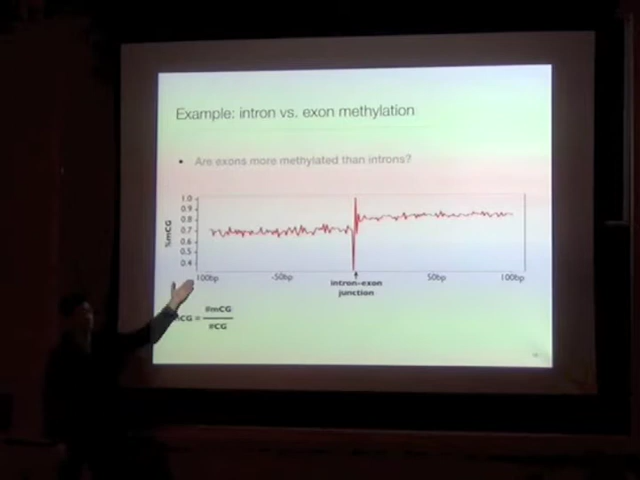 Example: intron vs. exon methylation
• Are exons more methylated than introns?
%mCG
1.0
0.9
0.8
0.7
0.6
0.5
0.4
100bp -50bp 50bp 100bp
intron-exon
junction
CG = #mCG
#CG